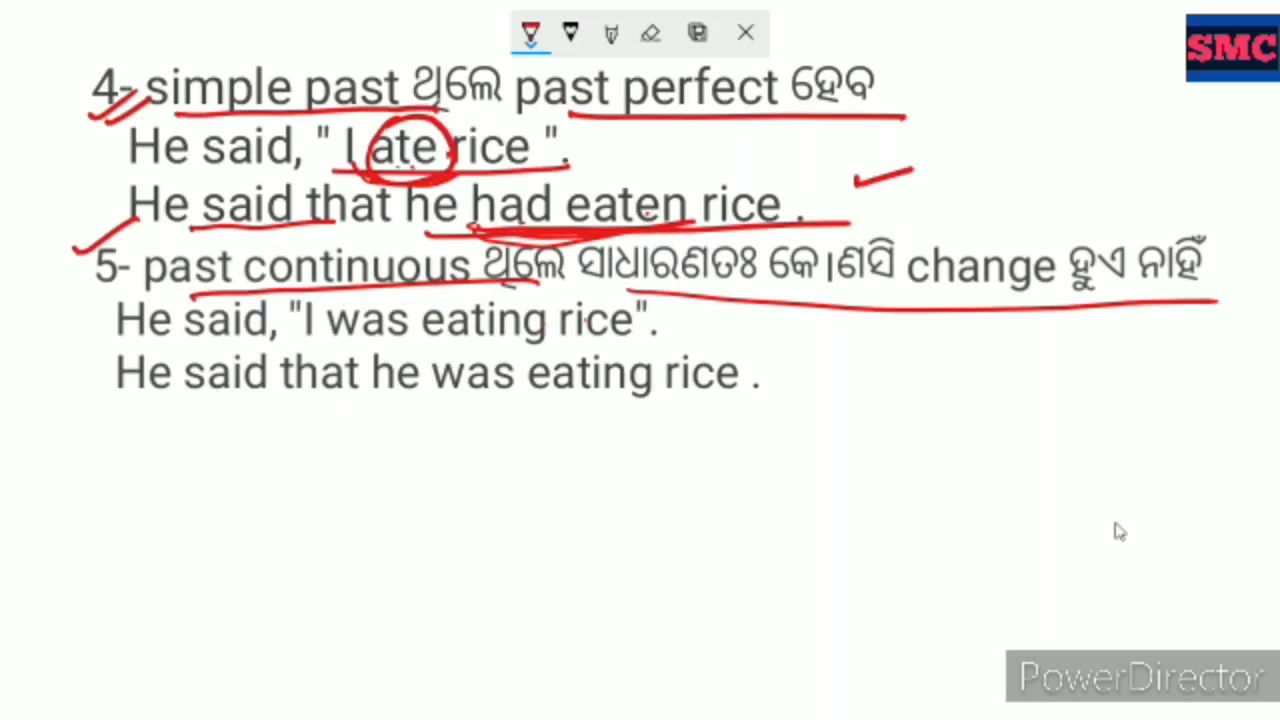 SMC
4- simple past ଥିଲେ past perfect ହେବ
He said, " I ate rice ".
He said that he had eaten rice .
5- past continuous ଥିଲେ ସାଧାରଣତଃ କୋଣସି change ହୁଏ ନାହିଁ
He said, "I was eating rice".
He said that he was eating rice .
PowerDirector